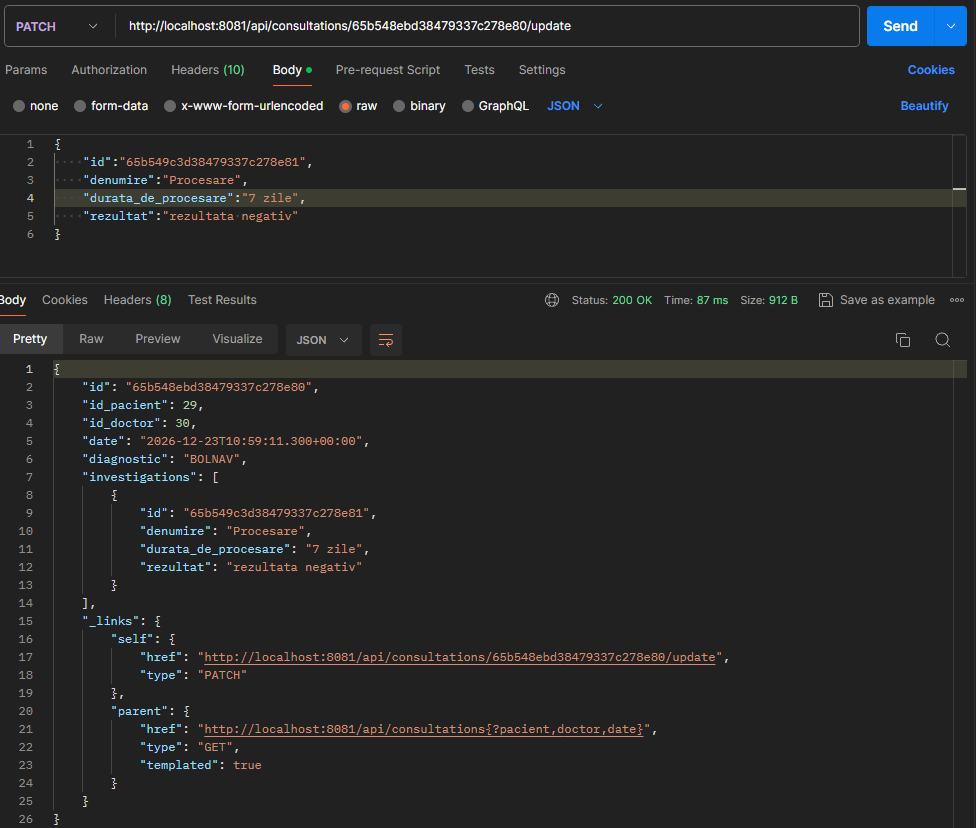 PATCH http://localhost:8081/api/consultations/65b548ebd38479337c278e80/update Send
Params Authorization Headers (10) Body Pre-request Script Tests Settings Cookies
none form-data x-www-form-urlencoded raw binary GraphQL JSON Beautify
1 {
2 "id":"65b549c3d38479337c278e81",
3 "denumire":"Procesare",
4 "durata_de_procesare":"7 zile",
5 "rezultat":"rezultata negativ"
6 }
Body Cookies Headers (8) Test Results Status: 200 OK Time: 87 ms Size: 912 B Save as example
Pretty Raw Preview Visualize JSON
1 {
2 "id": "65b548ebd38479337c278e80",
3 "id_pacient": 29,
4 "id_doctor": 30,
5 "date": "2026-12-23T10:59:11.300+00:00",
6 "diagnostic": "BOLNAV",
7 "investigations": [
8 {
9 "id": "65b549c3d38479337c278e81",
10 "denumire": "Procesare",
11 "durata_de_procesare": "7 zile",
12 "rezultat": "rezultata negativ"
13 }
14 ],
15 "_links": {
16 "self": {
17 "href": "http://localhost:8081/api/consultations/65b548ebd38479337c278e80/update",
18 "type": "PATCH"
19 },
20 "parent": {
21 "href": "http://localhost:8081/api/consultations{?pacient,doctor,date}",
22 "type": "GET",
23 "templated": true
24 }
25 }
26 }